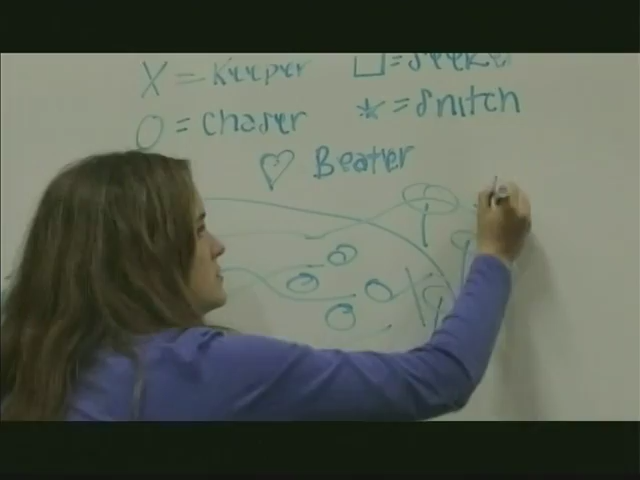 X = Keeper □ = Seeker
O = Chaser * = Snitch
♡ Beater